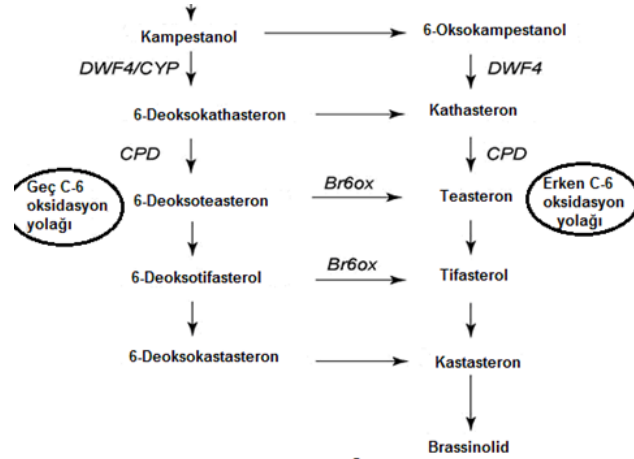 Kampestanol
6-Oksokampestanol
DWF4/CYP
DWF4
6-Deoksokathasteron
Kathasteron
CPD
CPD
Geç C-6
oksidasyon
yolağı
6-Deoksoteasteron
Br6ox
Teasteron
Erken C-6
oksidasyon
yolağı
6-Deoksotifasterol
Br6ox
Tifasterol
6-Deoksokastasteron
Kastasteron
Brassinolid